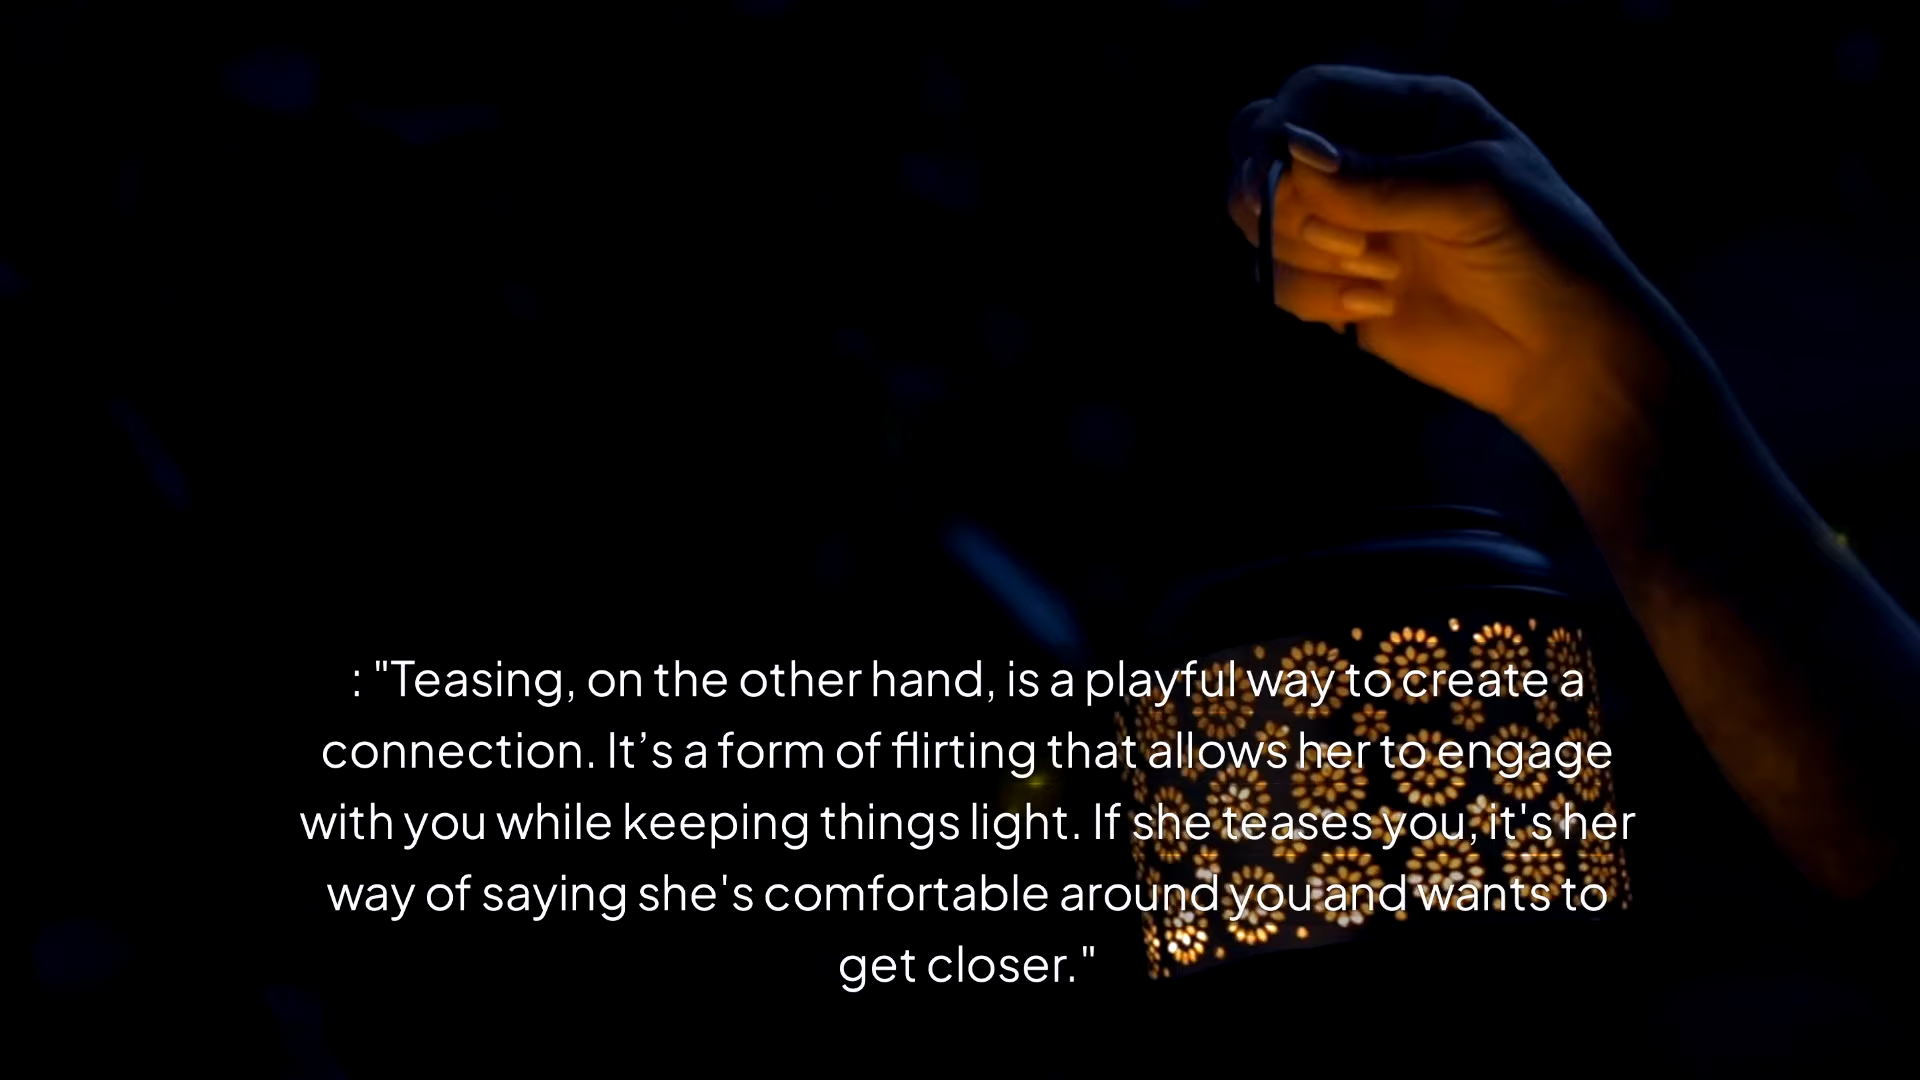 : "Teasing, on the other hand, is a playful way to create a
connection. It’s a form of flirting that allows her to engage
with you while keeping things light. If she teases you, it's her
way of saying she's comfortable around you and wants to
get closer."